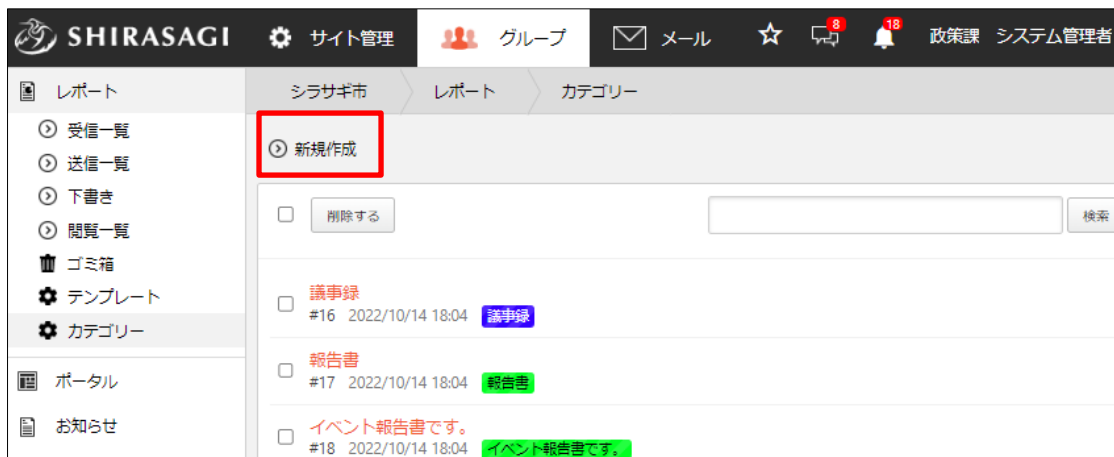 SHIRASAGI サイト管理 グループ メール 8 18 政策課 システム管理者
レポート
受信一覧
送信一覧
下書き
閲覧一覧
ゴミ箱
テンプレート
カテゴリー
ポータル
お知らせ
シラサギ市 レポート カテゴリー
新規作成
削除する 検索
議事録
#16 2022/10/14 18:04 議事録
報告書
#17 2022/10/14 18:04 報告書
イベント報告書です。
#18 2022/10/14 18:04 イベント報告書です。